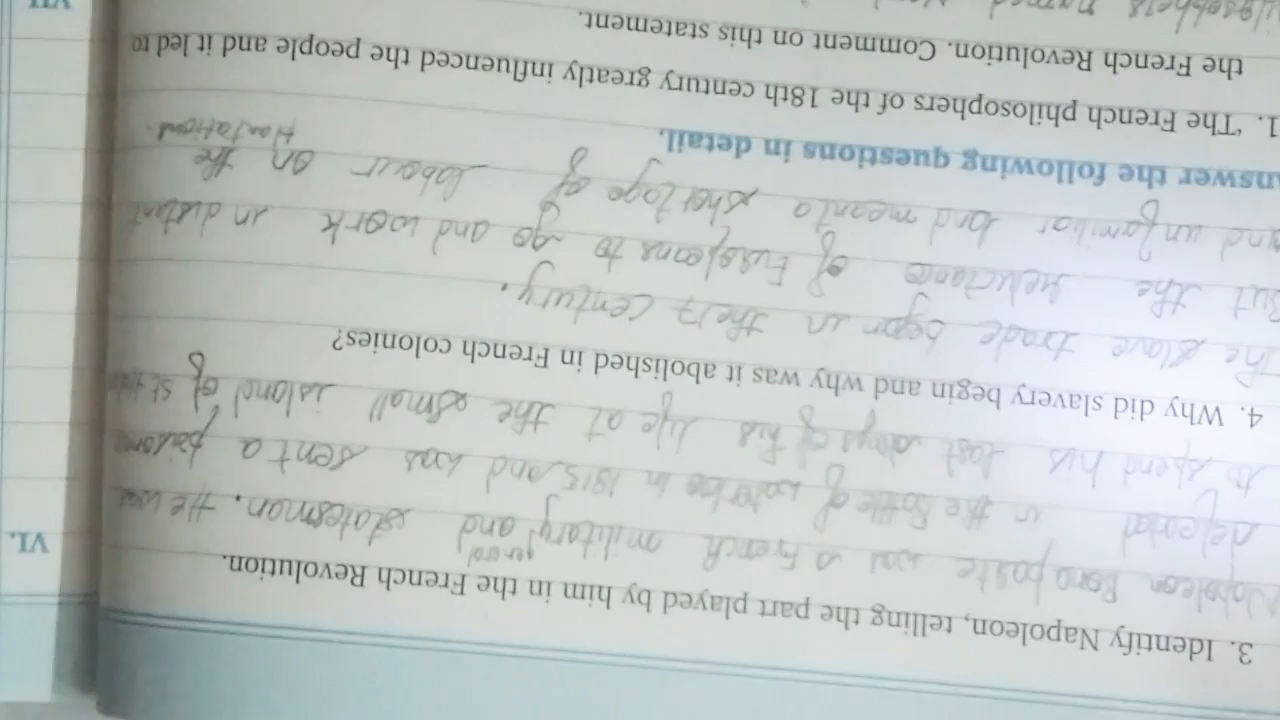 3. Identify Napoleon, telling the part played by him in the French Revolution.
Napoleon Bonapaste was a French military general and statesman. He was
defeated in the Battle of waterloo in 1815, and was sent a
to spend his last days of his life at the small island of st
4. Why did slavery begin and why was it abolished in French colonies?
The slave trade began in the 17 century.
But the reluctance of Europeans to go and work in distant
and unfamiliar land meant a shortage of labour on the
Plantations.
Answer the following questions in detail.
1. The French philosophers of the 18th century greatly influenced the people and it led to
the French Revolution. Comment on this statement.
named
VI.
VII